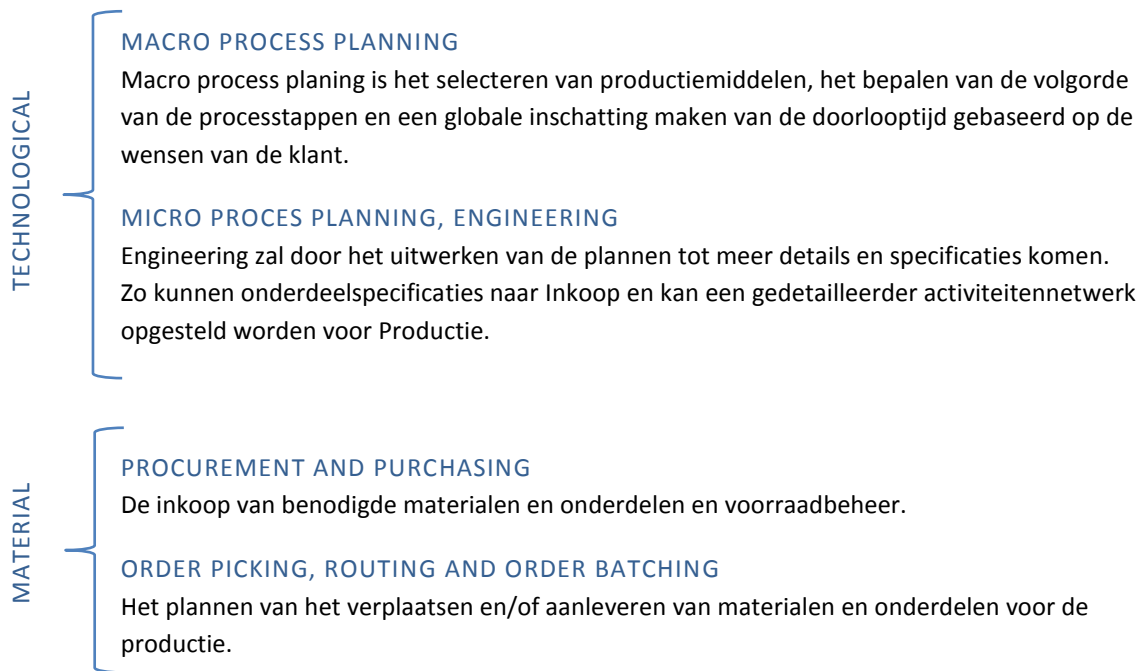 TECHNOLOGICAL
MACRO PROCESS PLANNING
Macro process planing is het selecteren van productiemiddelen, het bepalen van de volgorde
van de processtappen en een globale inschatting maken van de doorlooptijd gebaseerd op de
wensen van de klant.
MICRO PROCES PLANNING, ENGINEERING
Engineering zal door het uitwerken van de plannen tot meer details en specificaties komen.
Zo kunnen onderdeelspecificaties naar Inkoop en kan een gedetailleerder activiteitennetwerk
opgesteld worden voor Productie.
MATERIAL
PROCUREMENT AND PURCHASING
De inkoop van benodigde materialen en onderdelen en voorraadbeheer.
ORDER PICKING, ROUTING AND ORDER BATCHING
Het plannen van het verplaatsen en/of aanleveren van materialen en onderdelen voor de
productie.